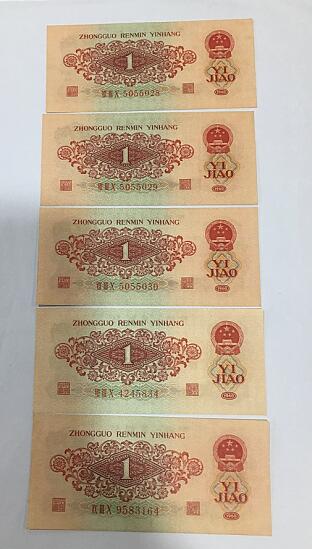 ZHONGGUO RENMIN YINHANG
1
X 5055028
YI
JIAO
1960
ZHONGGUO RENMIN YINHANG
1
X 5055029
YI
JIAO
1960
ZHONGGUO RENMIN YINHANG
1
X 5055030
YI
JIAO
1960
ZHONGGUO RENMIN YINHANG
1
X 4245834
YI
JIAO
1960
ZHONGGUO RENMIN YINHANG
1
X 9583164
YI
JIAO
1960